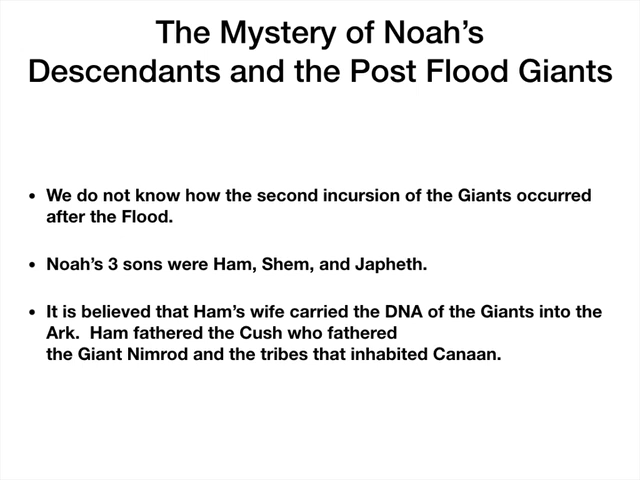 The Mystery of Noah’s
Descendants and the Post Flood Giants
• We do not know how the second incursion of the Giants occurred
after the Flood.
• Noah’s 3 sons were Ham, Shem, and Japheth.
• It is believed that Ham’s wife carried the DNA of the Giants into the
Ark.  Ham fathered the Cush who fathered
the Giant Nimrod and the tribes that inhabited Canaan.